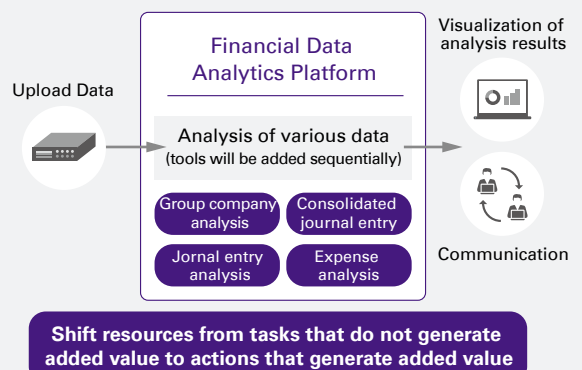 Upload Data
Financial Data
Analytics Platform
Analysis of various data
(tools will be added sequentially)
Group company
analysis
Consolidated
journal entry
Jornal entry
analysis
Expense
analysis
Visualization of
analysis results
Communication
Shift resources from tasks that do not generate
added value to actions that generate added value